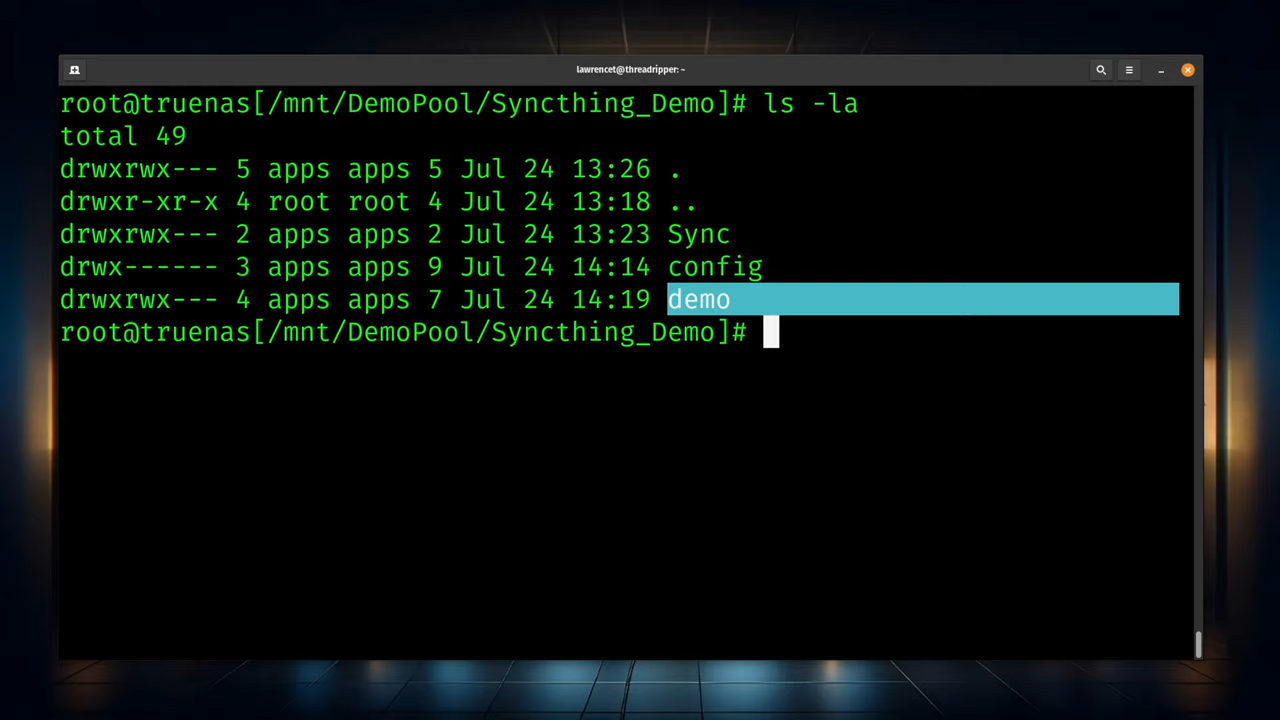 lawrencet@threadripper: ~
root@truenas[/mnt/DemoPool/Syncthing_Demo]# ls -la
total 49
drwxrwx--- 5 apps apps 5 Jul 24 13:26 .
drwxr-xr-x 4 root root 4 Jul 24 13:18 ..
drwxrwx--- 2 apps apps 2 Jul 24 13:23 Sync
drwx------ 3 apps apps 9 Jul 24 14:14 config
drwxrwx--- 4 apps apps 7 Jul 24 14:19 demo
root@truenas[/mnt/DemoPool/Syncthing_Demo]#